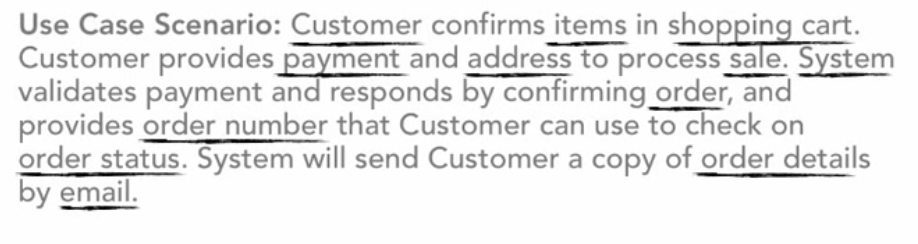 Use Case Scenario: Customer confirms items in shopping cart.
Customer provides payment and address to process sale. System
validates payment and responds by confirming order, and
provides order number that Customer can use to check on
order status. System will send Customer a copy of order details
by email.